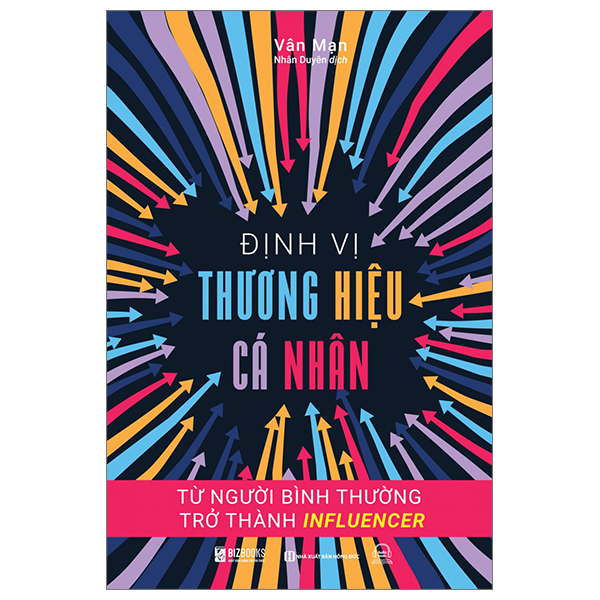 Vân Mạn
Nhân Duyên dịch
ĐỊNH VỊ
THƯƠNG HIỆU
CÁ NHÂN
TỪ NGƯỜI BÌNH THƯỜNG
TRỞ THÀNH INFLUENCER
BIZBOOKS
NHÀ XUẤT BẢN HỒNG ĐỨC